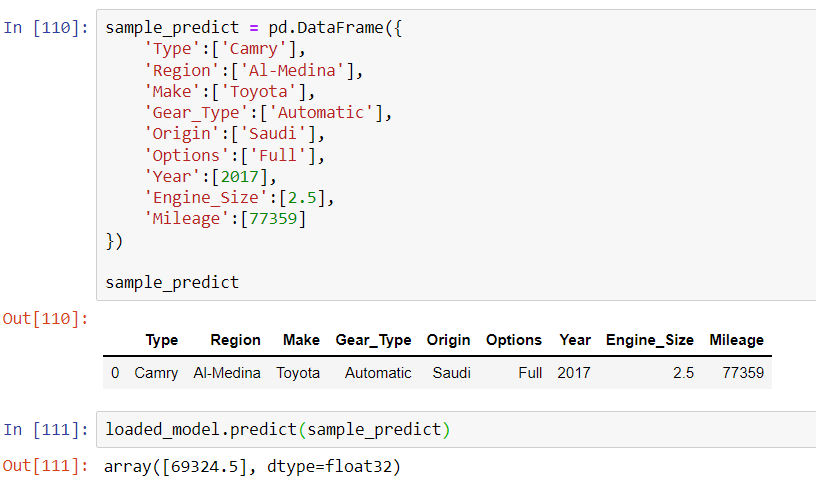 In [110]: sample_predict = pd.DataFrame({
'Type':['Camry'],
'Region':['Al-Medina'],
'Make':['Toyota'],
'Gear_Type':['Automatic'],
'Origin':['Saudi'],
'Options':['Full'],
'Year':[2017],
'Engine_Size':[2.5],
'Mileage':[77359]
})
sample_predict
Out[110]:
Type Region Make Gear_Type Origin Options Year Engine_Size Mileage
0 Camry Al-Medina Toyota Automatic Saudi Full 2017 2.5 77359
In [111]: loaded_model.predict(sample_predict)
Out[111]: array([69324.5], dtype=float32)